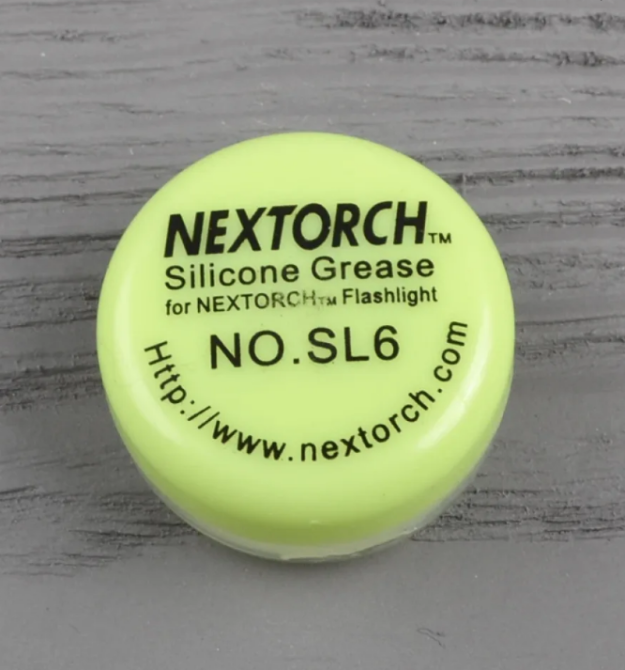 NEXTORCH™
Silicone Grease
for NEXTORCH™ Flashlight
NO.SL6
Http://www.nextorch.com